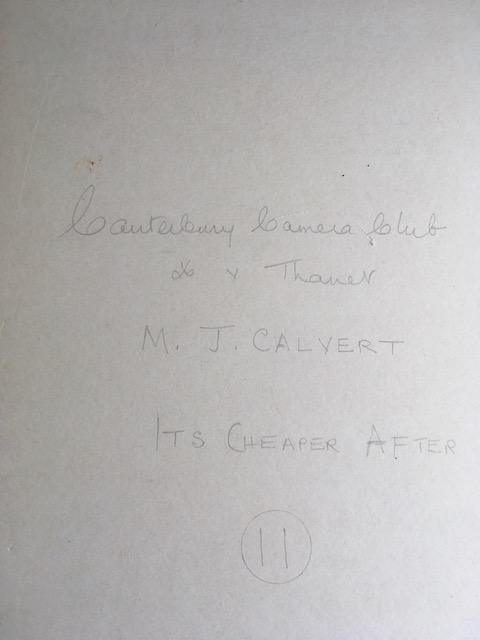 Canterbury Camera Club
v Thanet
M. J. CALVERT
ITS CHEAPER AFTER
11